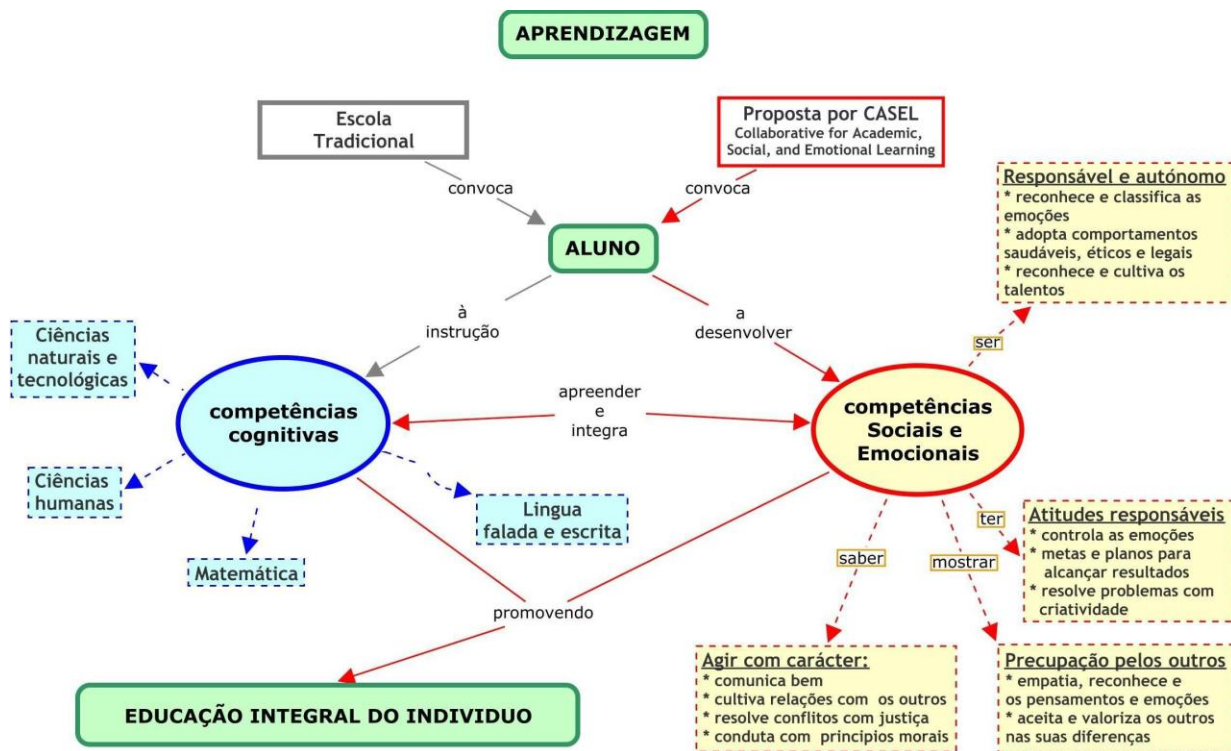 APRENDIZAGEM
Escola
Tradicional
Proposta por CASEL
Collaborative for Academic,
Social, and Emotional Learning
convoca
convoca
ALUNO
Responsável e autónomo
* reconhece e classifica as
emoções
* adopta comportamentos
saudáveis, éticos e legais
* reconhece e cultiva os
talentos
à
instrução
a
desenvolver
ser
Ciências
naturais e
tecnológicas
competências
cognitivas
apreender
e
integra
competências
Sociais e
Emocionais
Ciências
humanas
Matemática
Lingua
falada e escrita
ter
Atitudes responsáveis
* controla as emoções
* metas e planos para
alcançar resultados
* resolve problemas com
criatividade
saber
mostrar
promovendo
Agir com carácter:
* comunica bem
* cultiva relações com os outros
* resolve conflitos com justiça
* conduta com principios morais
Precupação pelos outros
* empatia, reconhece e
os pensamentos e emoções
* aceita e valoriza os outros
nas suas diferenças
EDUCAÇÃO INTEGRAL DO INDIVIDUO